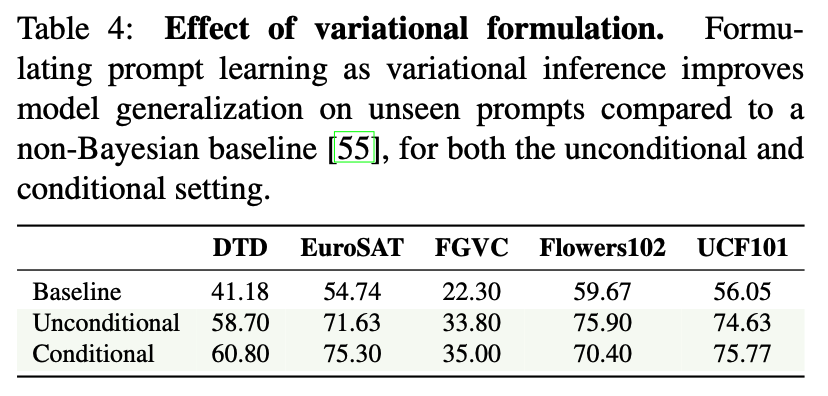 Table 4: Effect of variational formulation. Formu-
lating prompt learning as variational inference improves
model generalization on unseen prompts compared to a
non-Bayesian baseline [55], for both the unconditional and
conditional setting.
DTD EuroSAT FGVC Flowers102 UCF101
Baseline 41.18 54.74 22.30 59.67 56.05
Unconditional 58.70 71.63 33.80 75.90 74.63
Conditional 60.80 75.30 35.00 70.40 75.77